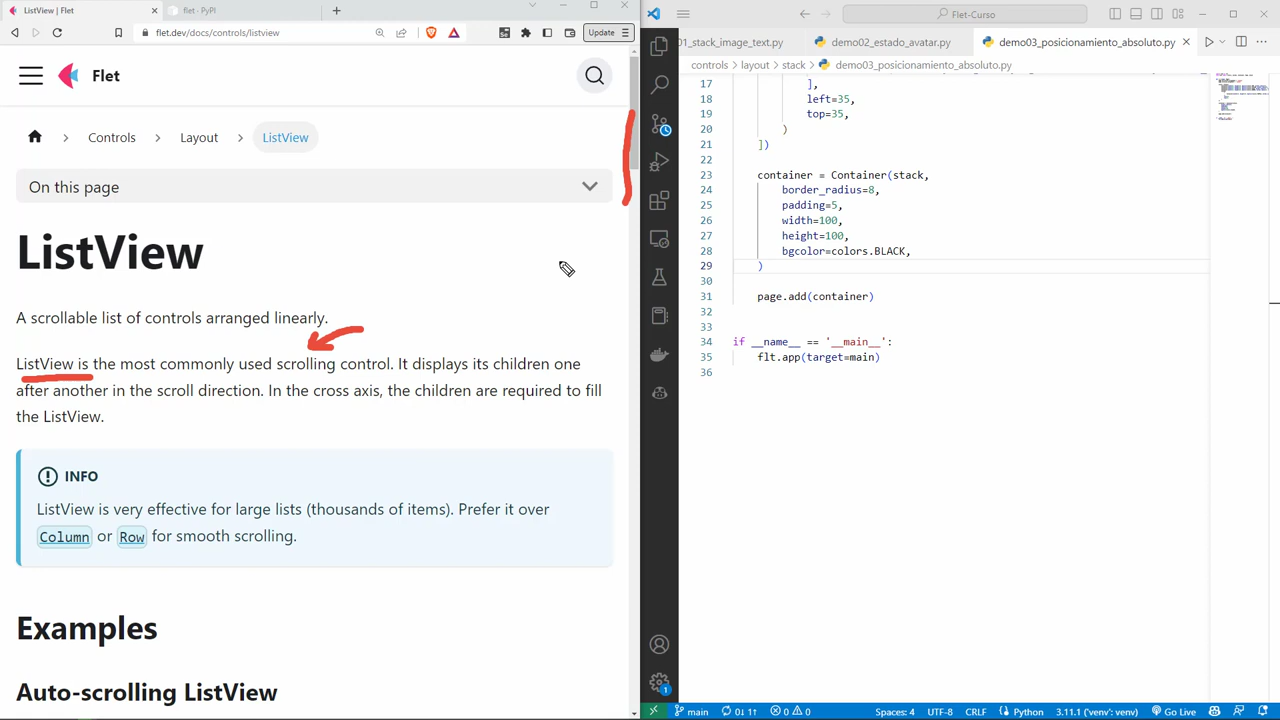 ListView | Flet
flet · PyPI
flet.dev/docs/controls/listview
Update
Flet
Controls
Layout
ListView
On this page
ListView
A scrollable list of controls arranged linearly.
ListView is the most commonly used scrolling control. It displays its children one
after another in the scroll direction. In the cross axis, the children are required to fill
the ListView.
INFO
ListView is very effective for large lists (thousands of items). Prefer it over
Column or Row for smooth scrolling.
Examples
Auto-scrolling ListView
Flet-Curso
01_stack_image_text.py
demo03_posicionamiento_absoluto.py
controls > layout > stack > demo03_posicionamiento_absoluto.py
17 ],
18 left=35,
19 top=35,
20 )
21 ])
22
23 container = Container(stack,
24 border_radius=8,
25 padding=5,
26 width=100,
27 height=100,
28 bgcolor=colors.BLACK,
29 )
30
31 page.add(container)
32
33
34 if __name__ == '__main__':
35 flt.app(target=main)
36
1
main
0↓ 1↑
0 0
Spaces: 4
UTF-8
CRLF
Python
3.11.1 ('venv': venv)
Go Live